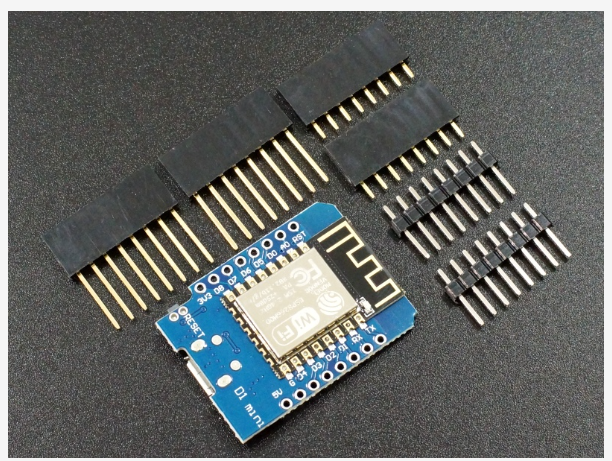 3V3 D8 D7 D6 D5 D0 A0 RST
RESET
WiFi
FC
5V G D4 D3 D2 D1 RX TX
D1 mini